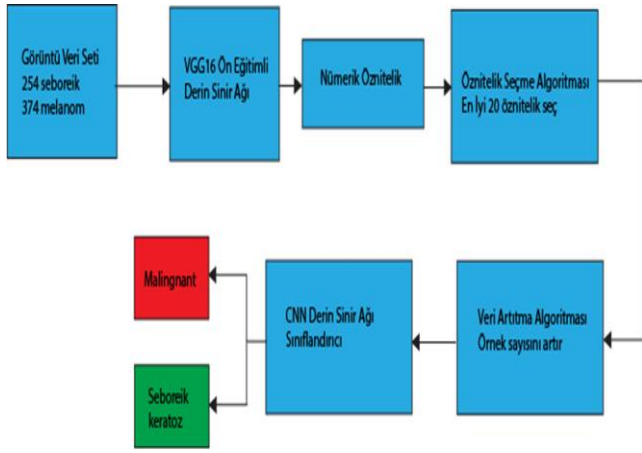 Görüntü Veri Seti
254 seboreik
374 melanom
VGG16 Ön Eğitimli
Derin Sinir Ağı
Nümerik Öznitelik
Öznitelik Seçme Algoritması
En İyi 20 öznitelik seç
Malingnant
CNN Derin Sinir Ağı
Sınıflandırıcı
Veri Artıtma Algoritması
Örnek sayısını artır
Seboreik
keratoz